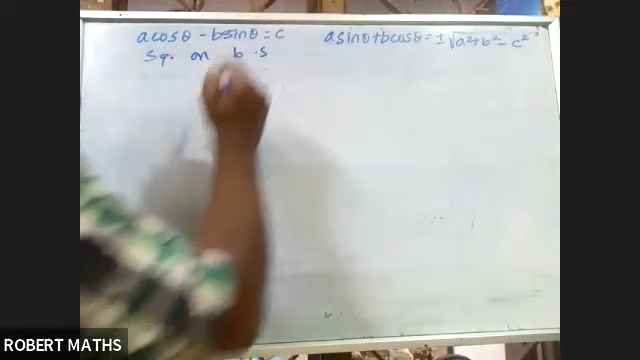 acosθ - bsinθ = c
asinθ + bcosθ = ± √a² + b² - c²
Sq. on b.s
ROBERT MATHS